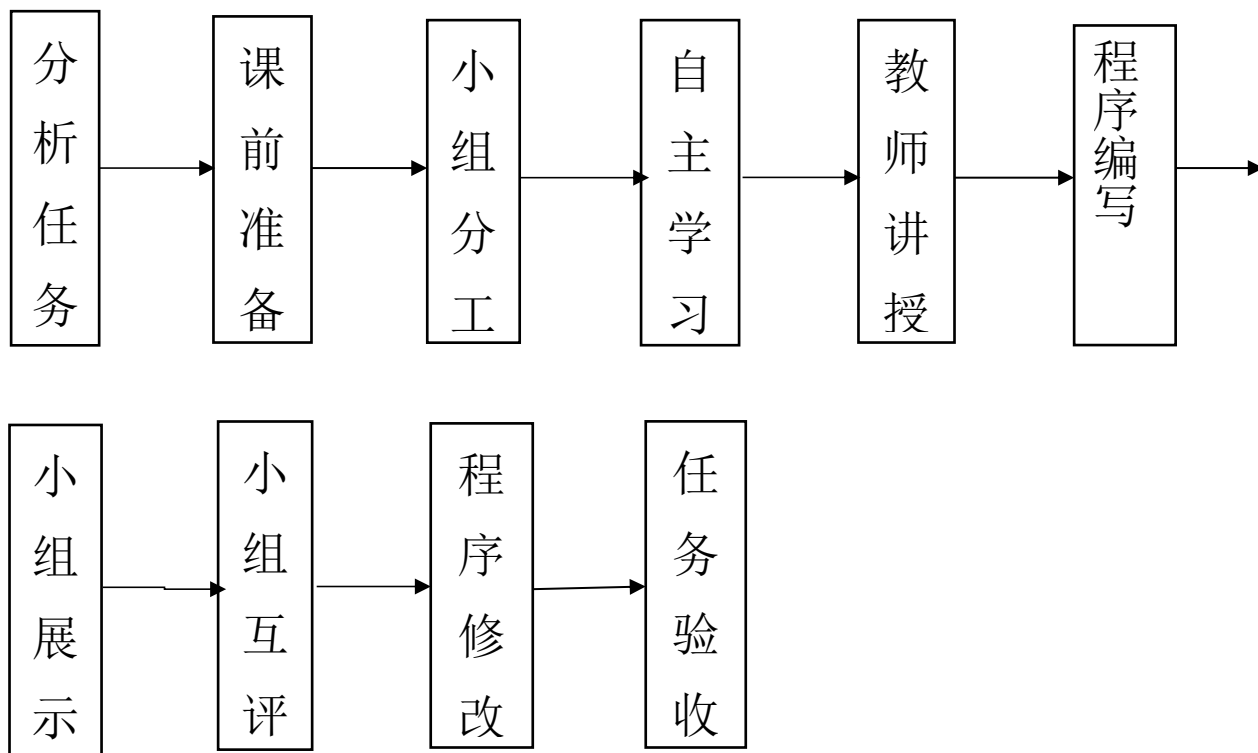 分析任务
课前准备
小组分工
自主学习
教师讲授
程序编写
小组展示
小组互评
程序修改
任务验收